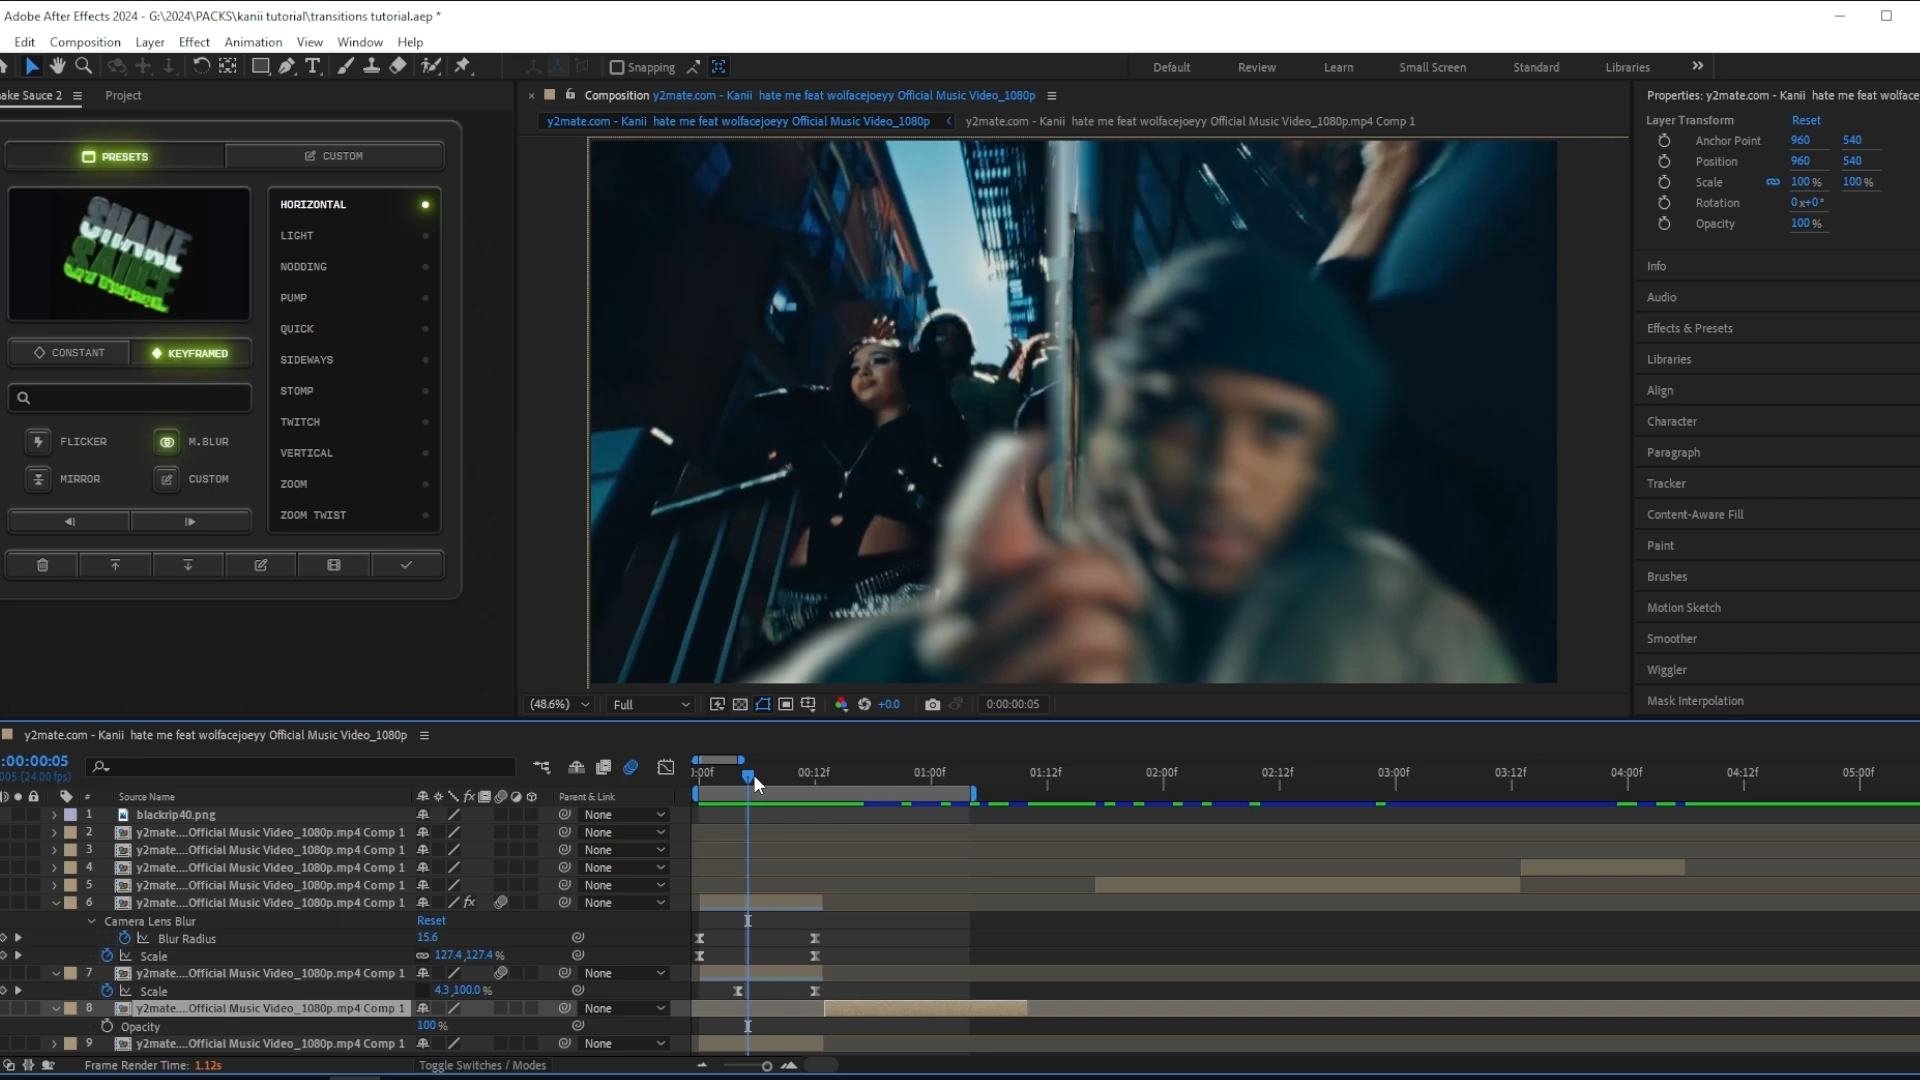 Adobe After Effects 2024 - G:\2024\PACKS\kanii tutorial\transitions tutorial.aep *
Edit Composition Layer Effect Animation View Window Help
Snapping
Default Review Learn Small Screen Standard Libraries
ake Sauce 2 Project
PRESETS CUSTOM
SHAKE
SAUCE
HORIZONTAL
LIGHT
NODDING
PUMP
QUICK
SIDEWAYS
STOMP
TWITCH
VERTICAL
ZOOM
ZOOM TWIST
CONSTANT KEYFRAMED
FLICKER M.BLUR
MIRROR CUSTOM
Composition y2mate.com - Kanii hate me feat wolfacejoeyy Official Music Video_1080p
y2mate.com - Kanii hate me feat wolfacejoeyy Official Music Video_1080p y2mate.com - Kanii hate me feat wolfacejoeyy Official Music Video_1080p.mp4 Comp 1
(48.6%) Full +0.0 0:00:00:05
Properties: y2mate.com - Kanii hate me feat wolface
Layer Transform Reset
Anchor Point 960 540
Position 960 540
Scale 100 % 100 %
Rotation 0x+0°
Opacity 100 %
Info
Audio
Effects & Presets
Libraries
Align
Character
Paragraph
Tracker
Content-Aware Fill
Paint
Brushes
Motion Sketch
Smoother
Wiggler
Mask Interpolation
y2mate.com - Kanii hate me feat wolfacejoeyy Official Music Video_1080p
:00:00:05
005 (24.00 fps)
:00f 00:12f 01:00f 01:12f 02:00f 02:12f 03:00f 03:12f 04:00f 04:12f 05:00f
# Source Name fx Parent & Link
1 blackrip40.png None
2 y2mate....Official Music Video_1080p.mp4 Comp 1 None
3 y2mate....Official Music Video_1080p.mp4 Comp 1 None
4 y2mate....Official Music Video_1080p.mp4 Comp 1 None
5 y2mate....Official Music Video_1080p.mp4 Comp 1 None
6 y2mate....Official Music Video_1080p.mp4 Comp 1 fx None
Camera Lens Blur Reset
Blur Radius 15.6
Scale 127.4,127.4 %
7 y2mate....Official Music Video_1080p.mp4 Comp 1 None
Scale 4.3,100.0 %
8 y2mate....Official Music Video_1080p.mp4 Comp 1 None
Opacity 100 %
9 y2mate....Official Music Video_1080p.mp4 Comp 1 None
Frame Render Time: 1.12s Toggle Switches / Modes